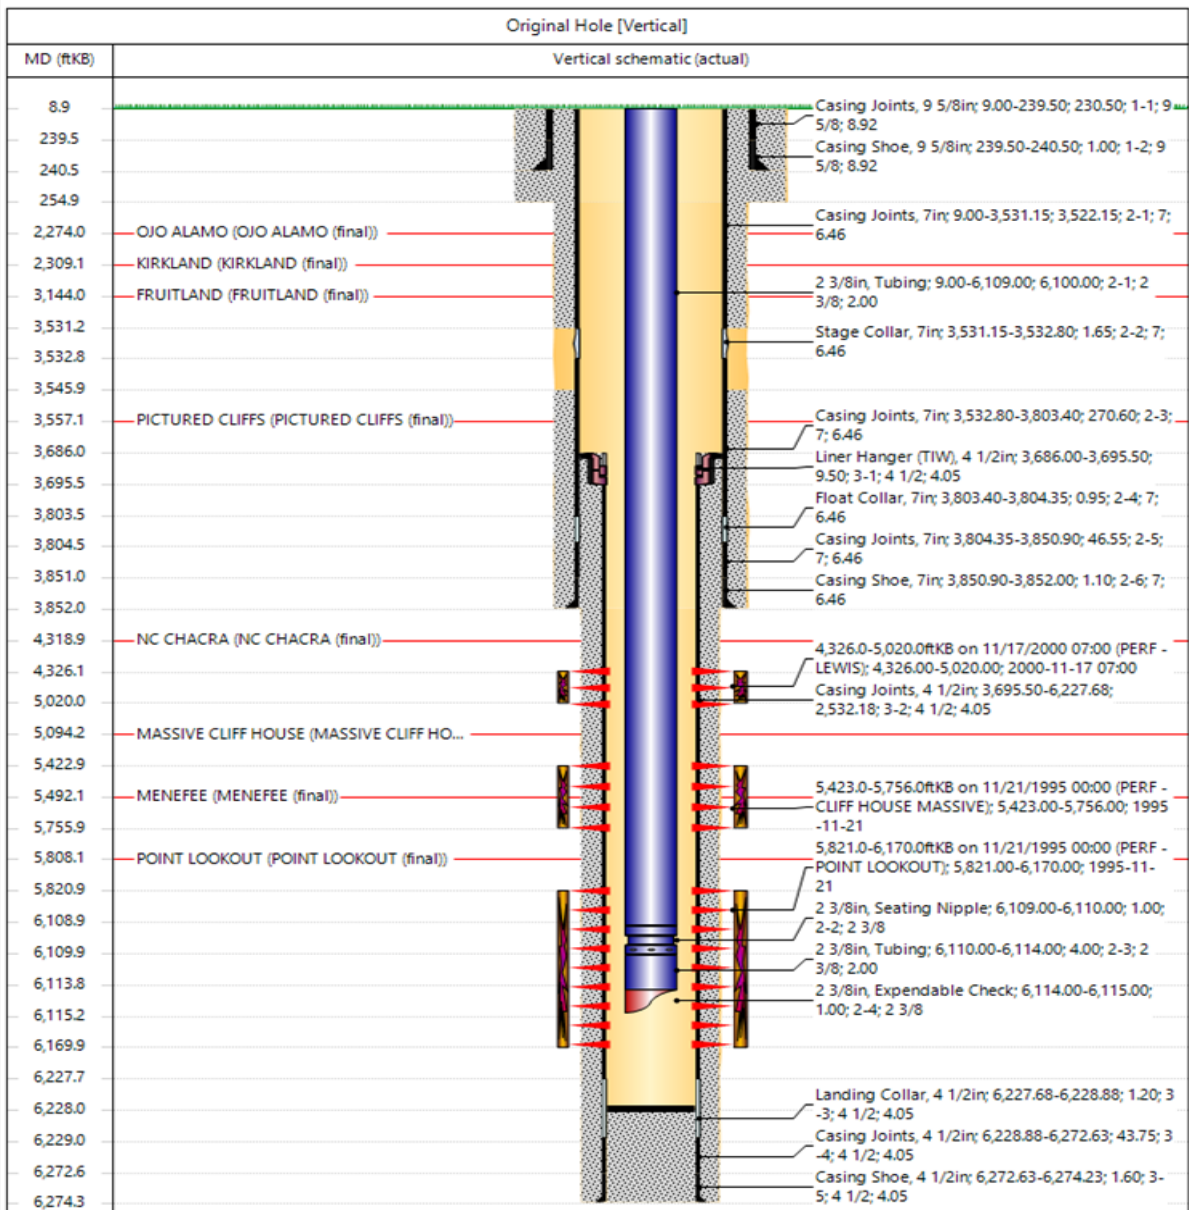 Original Hole [Vertical]
MD (ftKB)
Vertical schematic (actual)
8.9
239.5
240.5
254.9
2,274.0
2,309.1
3,144.0
3,531.2
3,532.8
3,545.9
3,557.1
3,686.0
3,695.5
3,803.5
3,804.5
3,851.0
3,852.0
4,318.9
4,326.1
5,020.0
5,094.2
5,422.9
5,492.1
5,755.9
5,808.1
5,820.9
6,108.9
6,109.9
6,113.8
6,115.2
6,169.9
6,227.7
6,228.0
6,229.0
6,272.6
6,274.3
OJO ALAMO (OJO ALAMO (final))
KIRKLAND (KIRKLAND (final))
FRUITLAND (FRUITLAND (final))
PICTURED CLIFFS (PICTURED CLIFFS (final))
NC CHACRA (NC CHACRA (final))
MASSIVE CLIFF HOUSE (MASSIVE CLIFF HO...
MENEFEE (MENEFEE (final))
POINT LOOKOUT (POINT LOOKOUT (final))
Casing Joints, 9 5/8in; 9.00-239.50; 230.50; 1-1; 9
5/8; 8.92
Casing Shoe, 9 5/8in; 239.50-240.50; 1.00; 1-2; 9
5/8; 8.92
Casing Joints, 7in; 9.00-3,531.15; 3,522.15; 2-1; 7;
6.46
2 3/8in, Tubing; 9.00-6,109.00; 6,100.00; 2-1; 2
3/8; 2.00
Stage Collar, 7in; 3,531.15-3,532.80; 1.65; 2-2; 7;
6.46
Casing Joints, 7in; 3,532.80-3,803.40; 270.60; 2-3;
7; 6.46
Liner Hanger (TIW), 4 1/2in; 3,686.00-3,695.50;
9.50; 3-1; 4 1/2; 4.05
Float Collar, 7in; 3,803.40-3,804.35; 0.95; 2-4; 7;
6.46
Casing Joints, 7in; 3,804.35-3,850.90; 46.55; 2-5;
7; 6.46
Casing Shoe, 7in; 3,850.90-3,852.00; 1.10; 2-6; 7;
6.46
4,326.0-5,020.0ftKB on 11/17/2000 07:00 (PERF -
LEWIS); 4,326.00-5,020.00; 2000-11-17 07:00
Casing Joints, 4 1/2in; 3,695.50-6,227.68;
2,532.18; 3-2; 4 1/2; 4.05
5,423.0-5,756.0ftKB on 11/21/1995 00:00 (PERF -
CLIFF HOUSE MASSIVE); 5,423.00-5,756.00; 1995
-11-21
5,821.0-6,170.0ftKB on 11/21/1995 00:00 (PERF -
POINT LOOKOUT); 5,821.00-6,170.00; 1995-11-
21
2 3/8in, Seating Nipple; 6,109.00-6,110.00; 1.00;
2-2; 2 3/8
2 3/8in, Tubing; 6,110.00-6,114.00; 4.00; 2-3; 2
3/8; 2.00
2 3/8in, Expendable Check; 6,114.00-6,115.00;
1.00; 2-4; 2 3/8
Landing Collar, 4 1/2in; 6,227.68-6,228.88; 1.20; 3
-3; 4 1/2; 4.05
Casing Joints, 4 1/2in; 6,228.88-6,272.63; 43.75; 3
-4; 4 1/2; 4.05
Casing Shoe, 4 1/2in; 6,272.63-6,274.23; 1.60; 3-
5; 4 1/2; 4.05